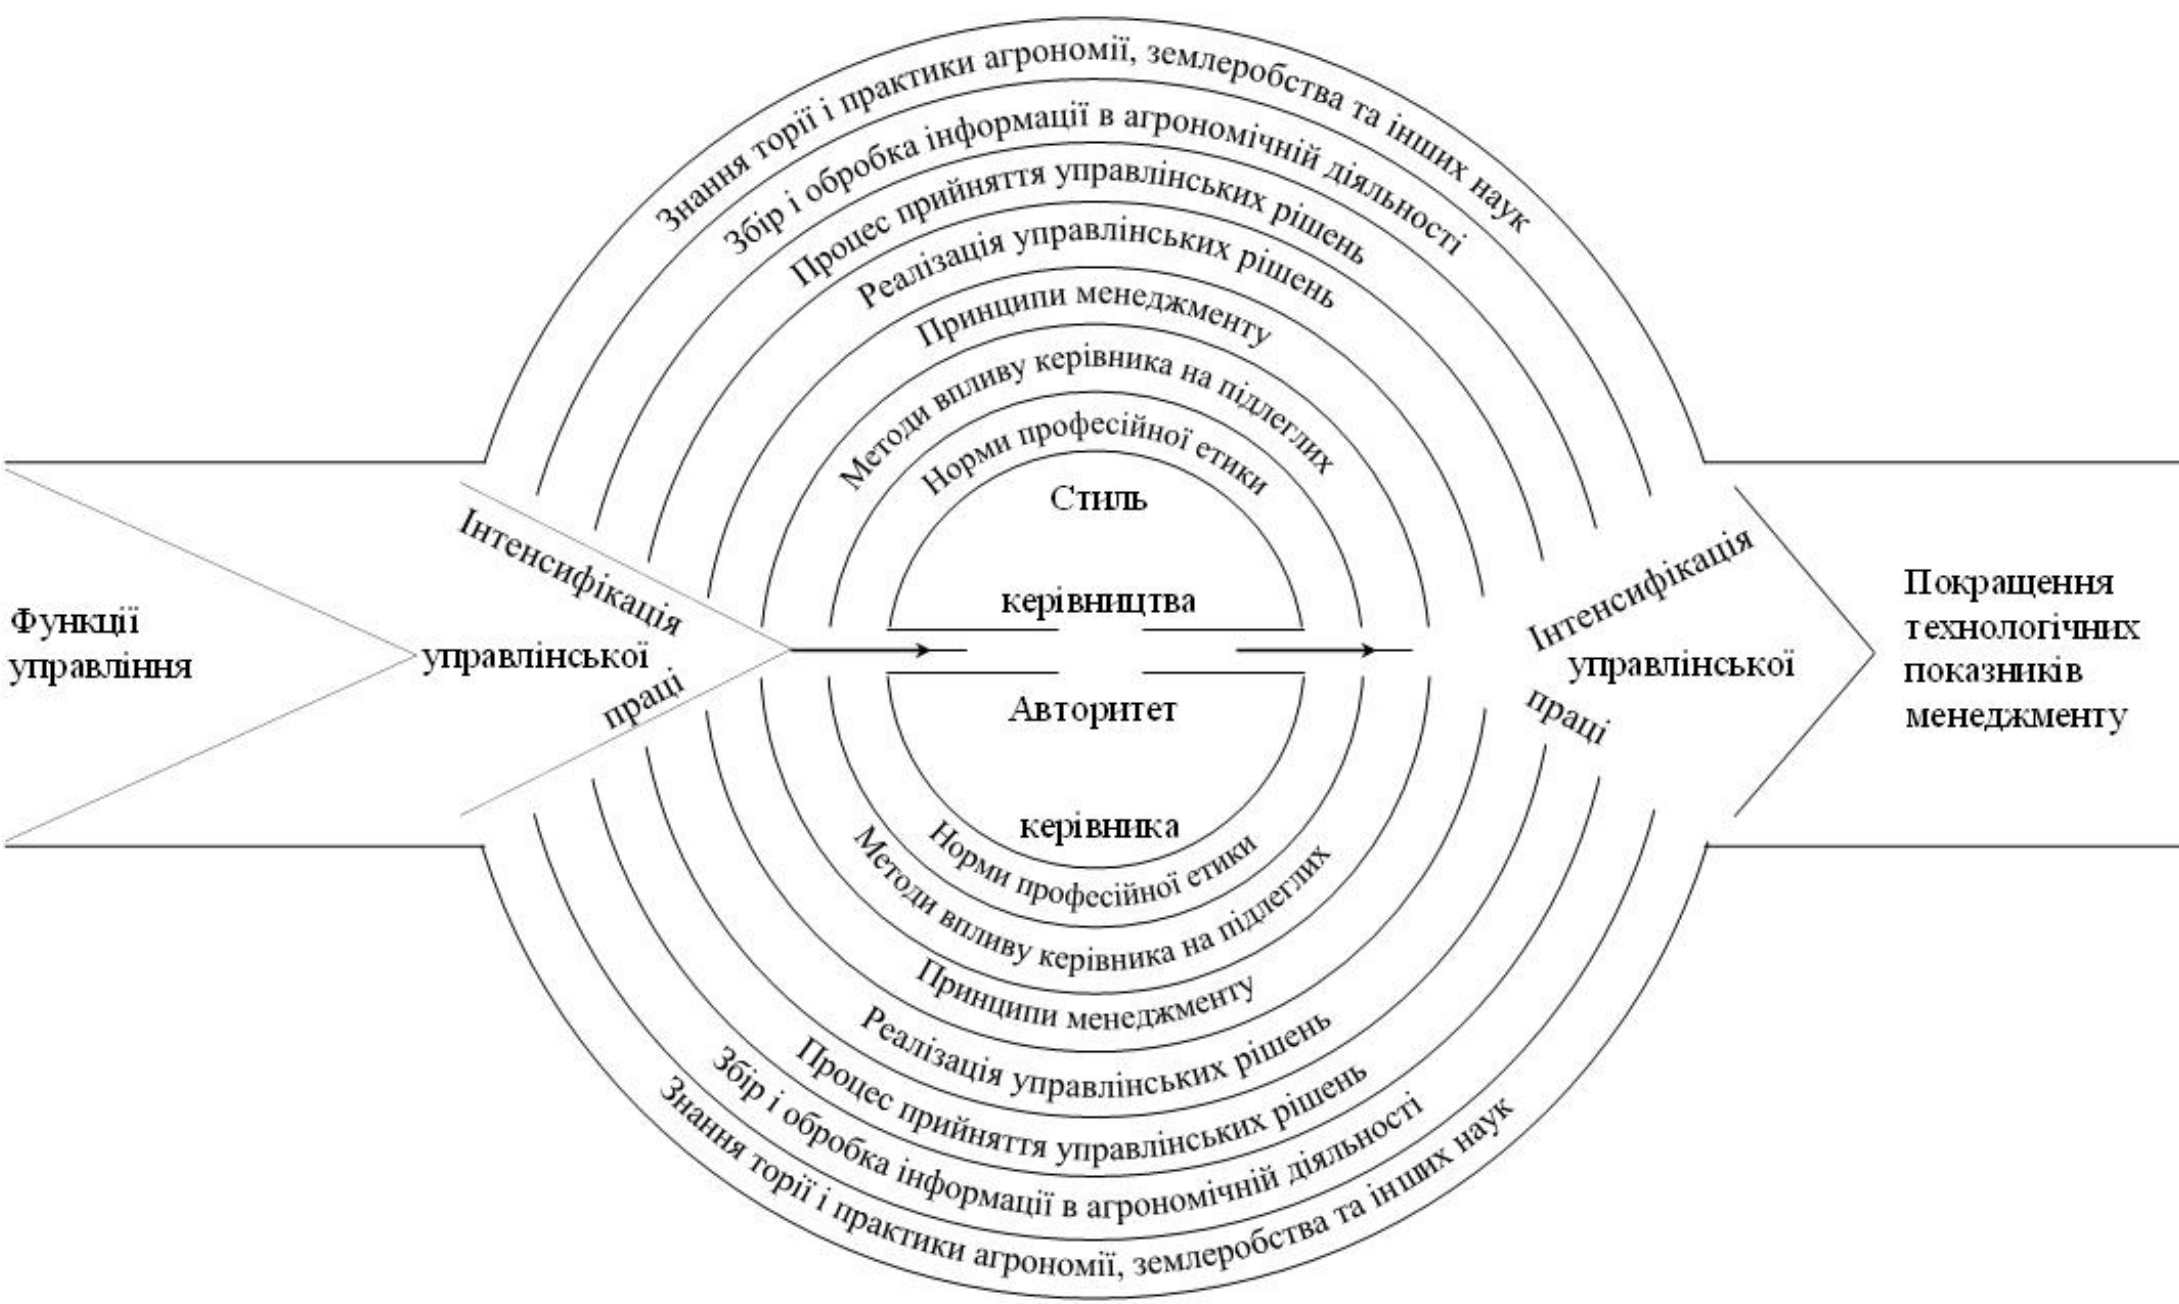 Знання торії і практики агрономії, землеробства та інших наук
Збір і обробка інформації в агрономічній діяльності
Процес прийняття управлінських рішень
Реалізація управлінських рішень
Принципи менеджменту
Методи впливу керівника на підлеглих
Норми професійної етики
Стиль
керівництва
Функції
управління
Інтенсифікація
управлінської
праці
Інтенсифікація
управлінської
праці
Покращення
технологічних
показників
менеджменту
Авторитет
керівника
Норми професійної етики
Методи впливу керівника на підлеглих
Принципи менеджменту
Реалізація управлінських рішень
Процес прийняття управлінських рішень
Збір і обробка інформації в агрономічній діяльності
Знання торії і практики агрономії, землеробства та інших наук